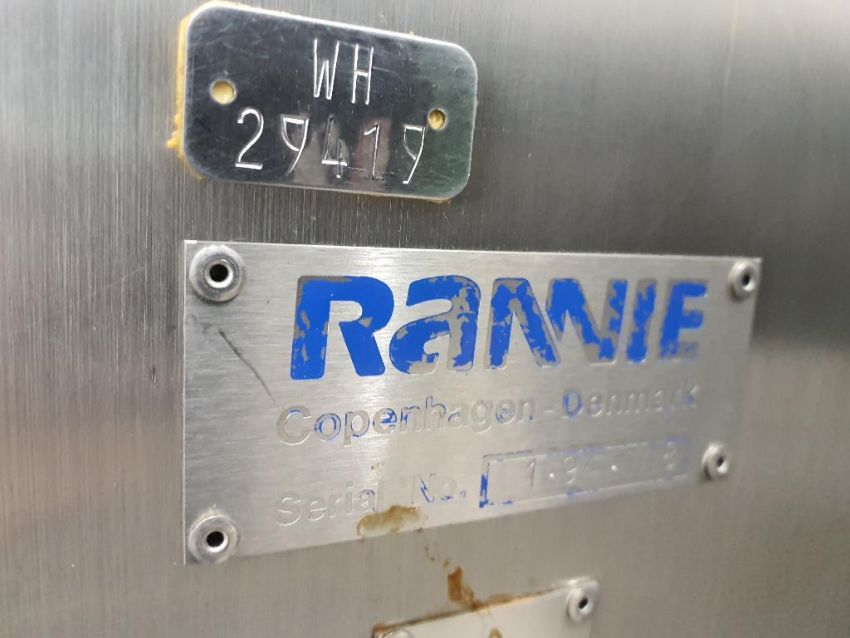 WH
29419
RANNIE
Copenhagen-Denmark
Serial No.